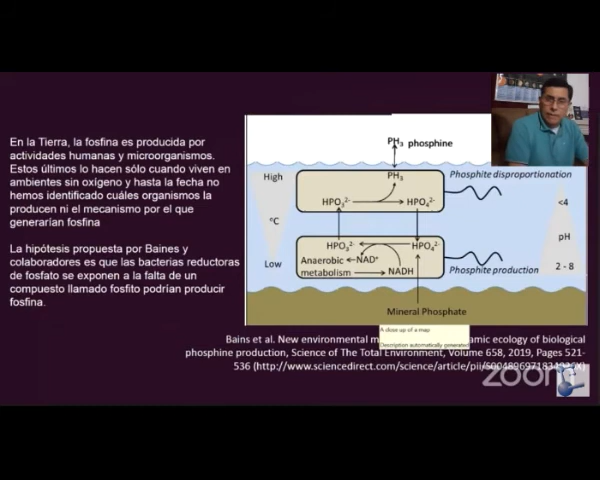 En la Tierra, la fosfina es producida por
actividades humanas y microorganismos.
Estos últimos lo hacen sólo cuando viven en
ambientes sin oxígeno y hasta la fecha no
hemos identificado cuáles organismos la
producen ni el mecanismo por el que
generarían fosfina
La hipótesis propuesta por Baines y
colaboradores es que las bacterias reductoras
de fosfato se exponen a la falta de un
compuesto llamado fosfito podrían producir
fosfina.
PH3 phosphine
High
PH3
Phosphite disproportionation
HPO32-
HPO42-
<4
°C
pH
HPO32-
HPO42-
Low
Anaerobic
NAD+
metabolism
NADH
Phosphite production
2 - 8
Mineral Phosphate
A close up of a map
Description automatically generated
Bains et al. New environmental
amic ecology of biological
phosphine production, Science of The Total Environment, Volume 658, 2019, Pages 521-
536 (http://www.sciencedirect.com/science/article/pii/
zoom